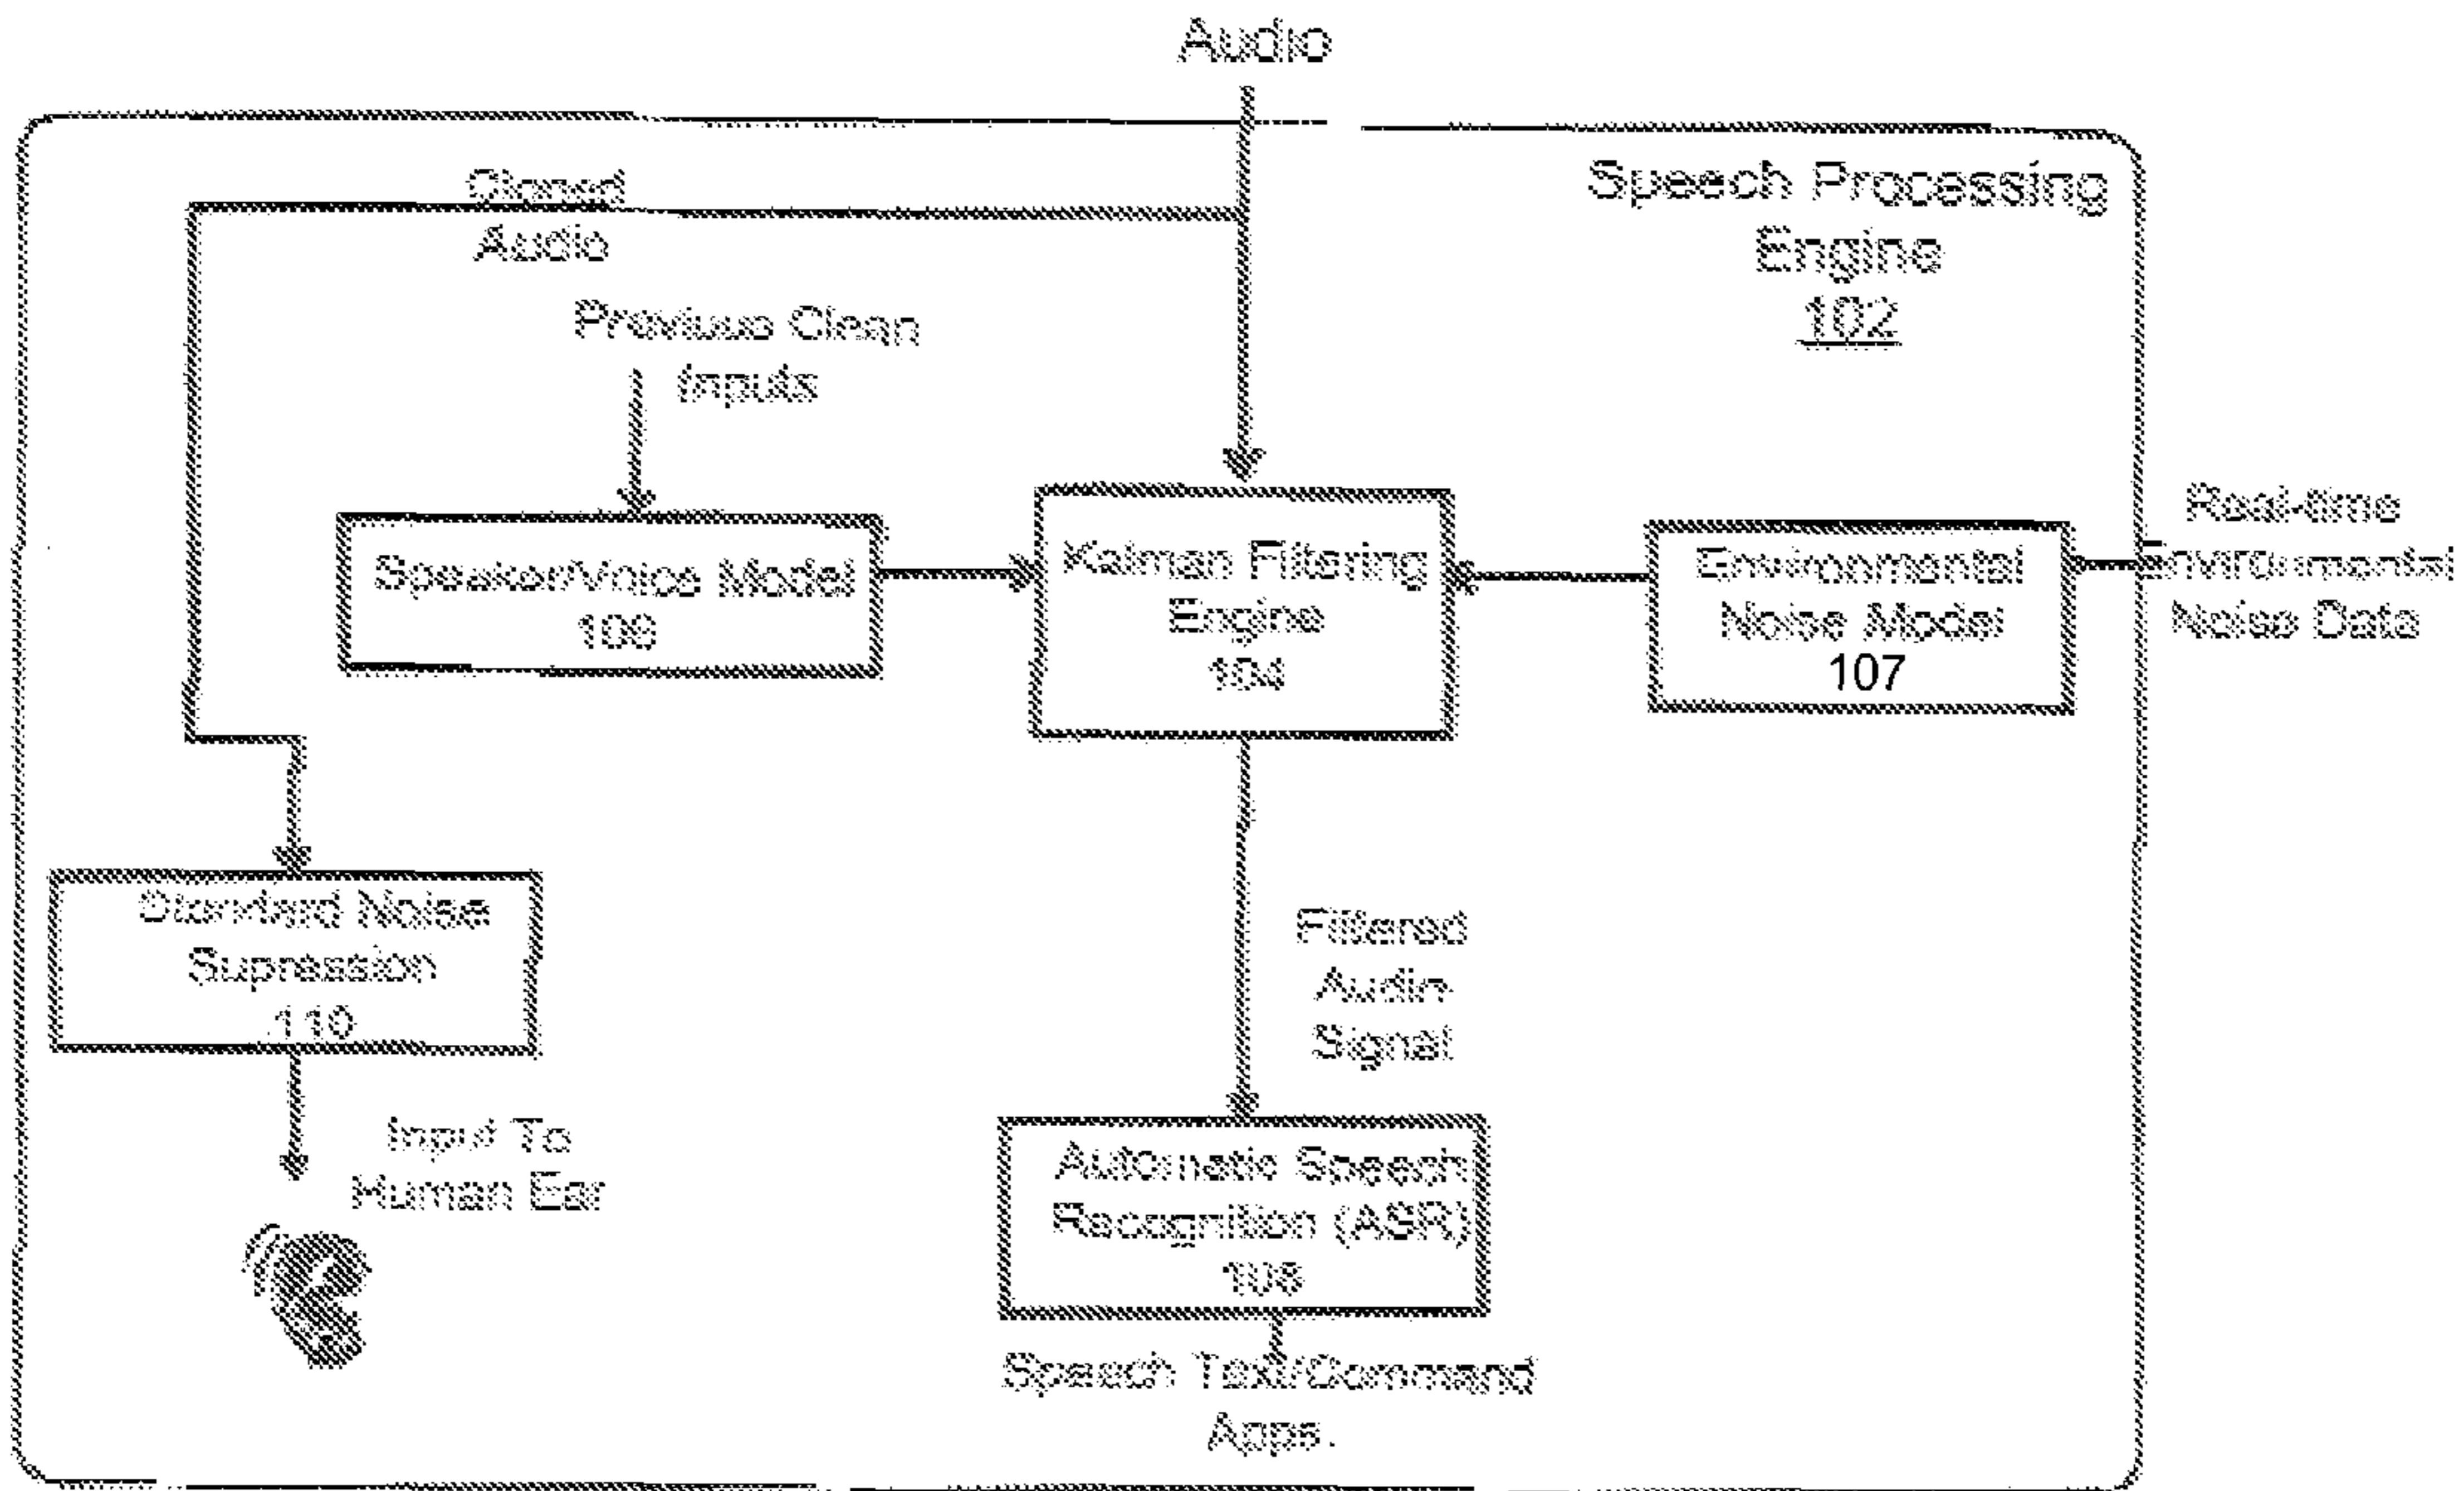 Audio
Speech Processing
Engine
102
Cloned
Audio
Previous Clean
Inputs
Speaker/Voice Model
Kalman Filtering
Engine
104
Environmental
Noise Model
107
Real-time
Environmental
Noise Data
Standard Noise
Supression
110
Filtered
Audio
Signal
Input To
Human Ear
Automatic Speech
Recognition (ASR)
108
Speech Text/Command
Apps.